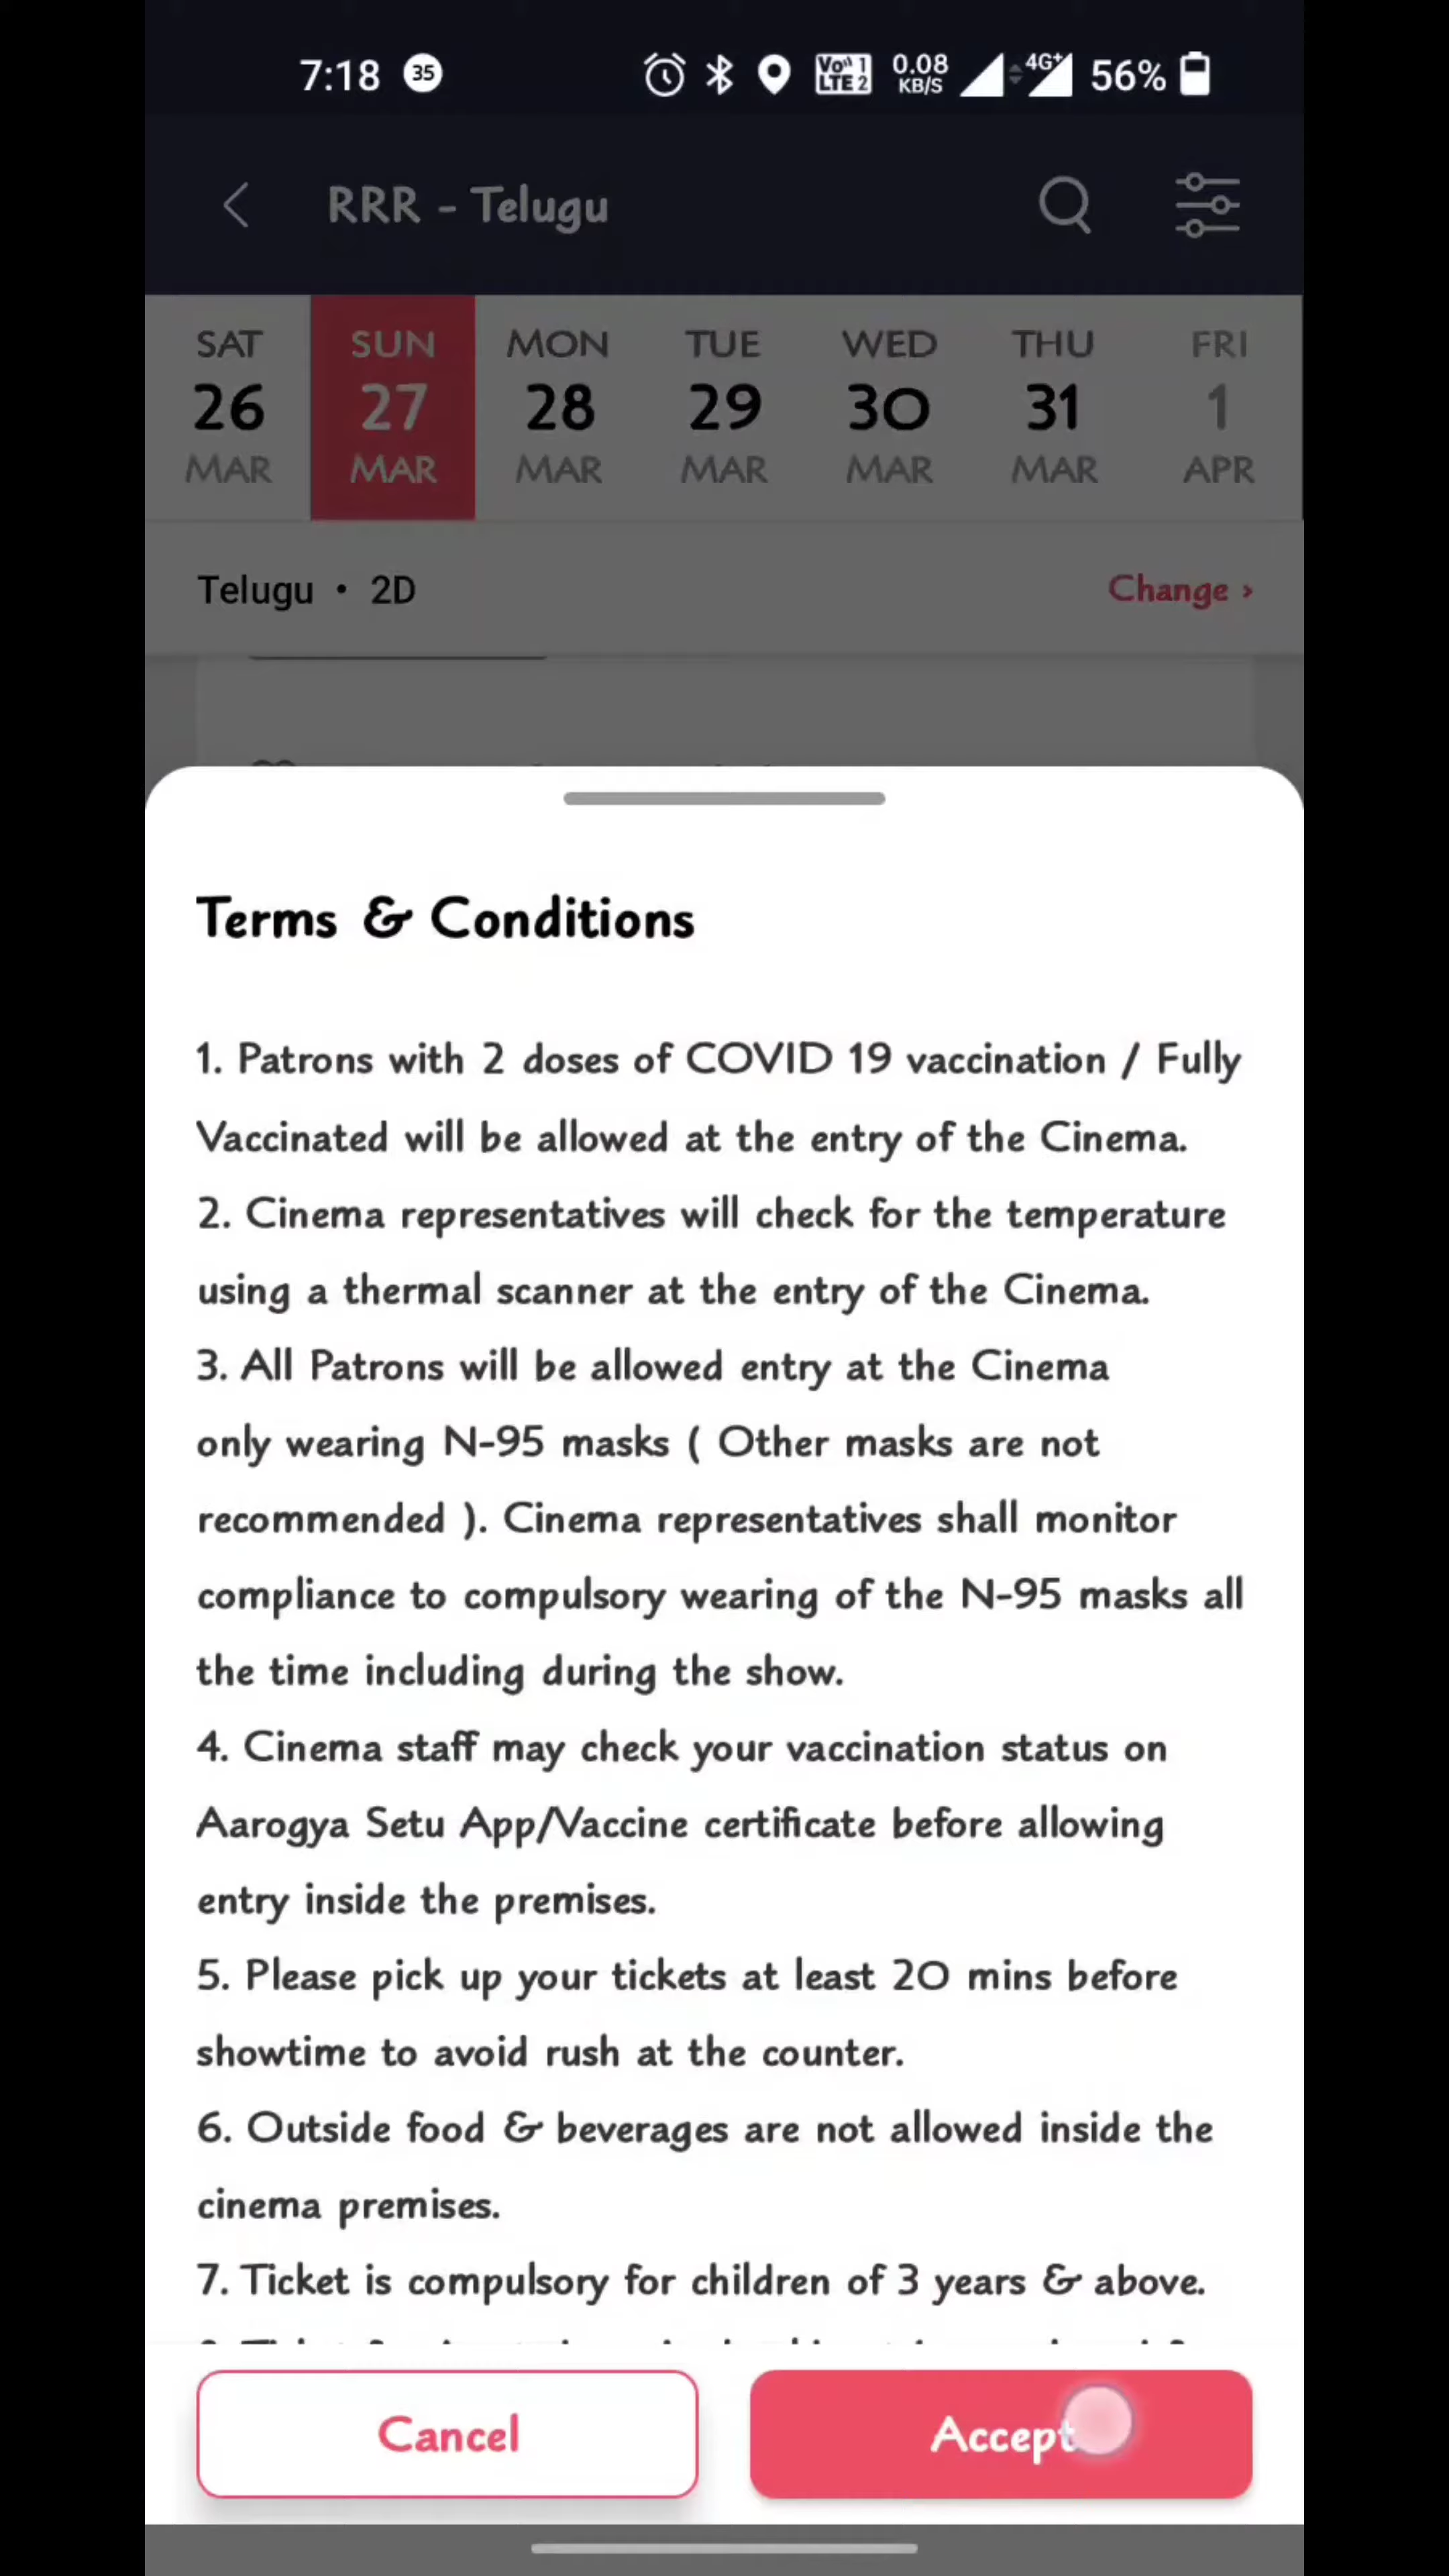 7:18 35 Vo 1 LTE 2 0.08 KB/S 4G+ 56%
RRR - Telugu
SAT SUN MON TUE WED THU FRI
26 27 28 29 30 31 1
MAR MAR MAR MAR MAR MAR APR
Telugu • 2D Change ›
Terms & Conditions
1. Patrons with 2 doses of COVID 19 vaccination / Fully
Vaccinated will be allowed at the entry of the Cinema.
2. Cinema representatives will check for the temperature
using a thermal scanner at the entry of the Cinema.
3. All Patrons will be allowed entry at the Cinema
only wearing N-95 masks ( Other masks are not
recommended ). Cinema representatives shall monitor
compliance to compulsory wearing of the N-95 masks all
the time including during the show.
4. Cinema staff may check your vaccination status on
Aarogya Setu App/Vaccine certificate before allowing
entry inside the premises.
5. Please pick up your tickets at least 20 mins before
showtime to avoid rush at the counter.
6. Outside food & beverages are not allowed inside the
cinema premises.
7. Ticket is compulsory for children of 3 years & above.
Cancel Accept